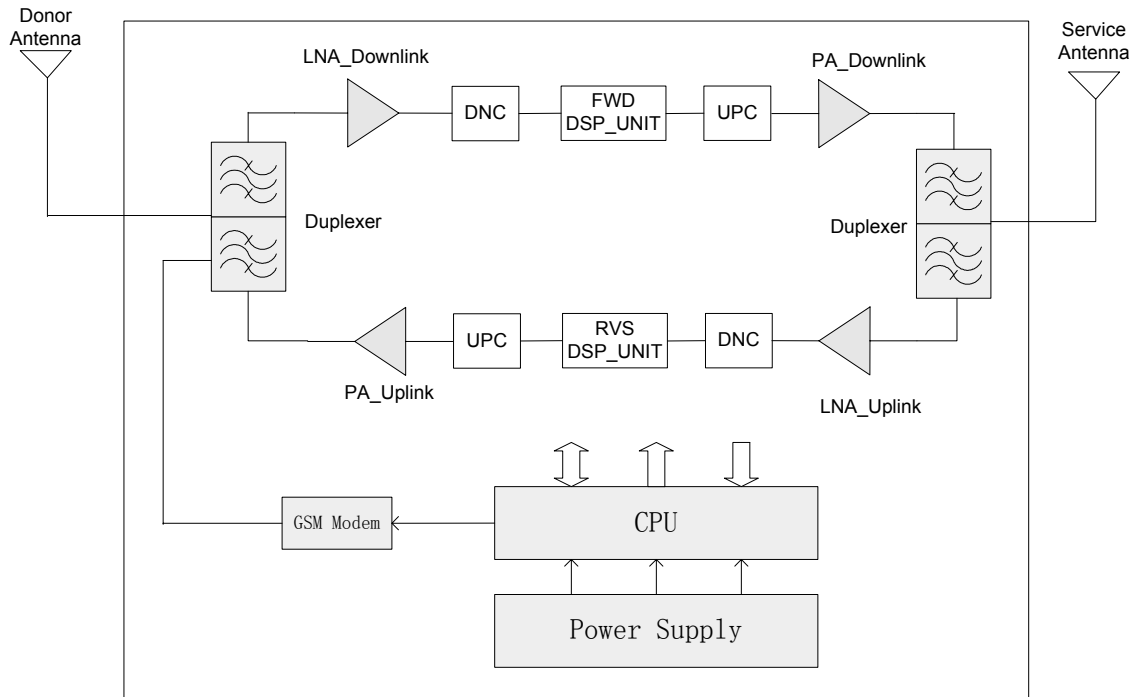 Donor
Antenna
Service
Antenna
LNA_Downlink
PA_Downlink
DNC
FWD
DSP_UNIT
UPC
Duplexer
Duplexer
UPC
RVS
DSP_UNIT
DNC
PA_Uplink
LNA_Uplink
GSM Modem
CPU
Power Supply